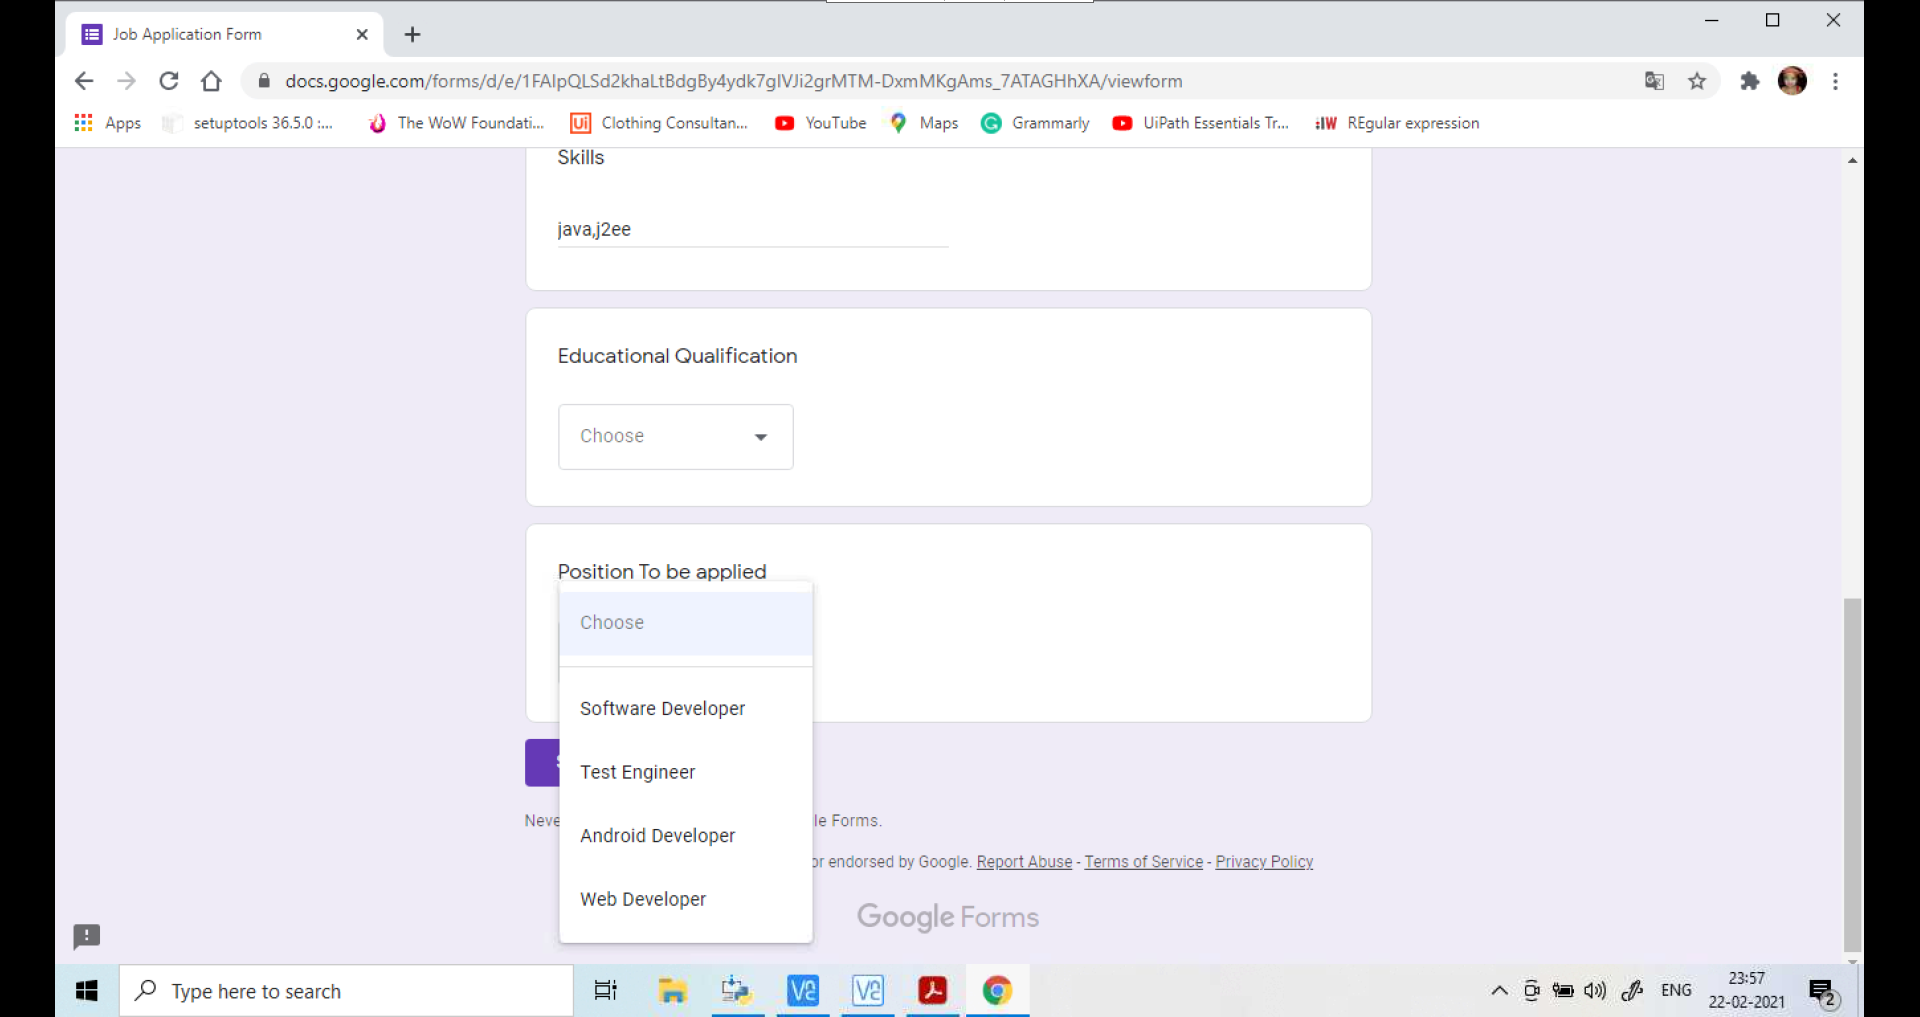 Job Application Form
docs.google.com/forms/d/e/1FAIpQLSd2khaLtBdgBy4ydk7gIVJi2grMTM-DxmMKgAms_7ATAGHhXA/viewform
Apps setuptools 36.5.0 :... The WoW Foundati... Clothing Consultan... YouTube Maps Grammarly UiPath Essentials Tr... REgular expression
Skills
java,j2ee
Educational Qualification
Choose
Position To be applied
Choose
Software Developer
Test Engineer
Neve le Forms.
Android Developer
or endorsed by Google. Report Abuse - Terms of Service - Privacy Policy
Web Developer
Google Forms
Type here to search
ENG
23:57
22-02-2021
2